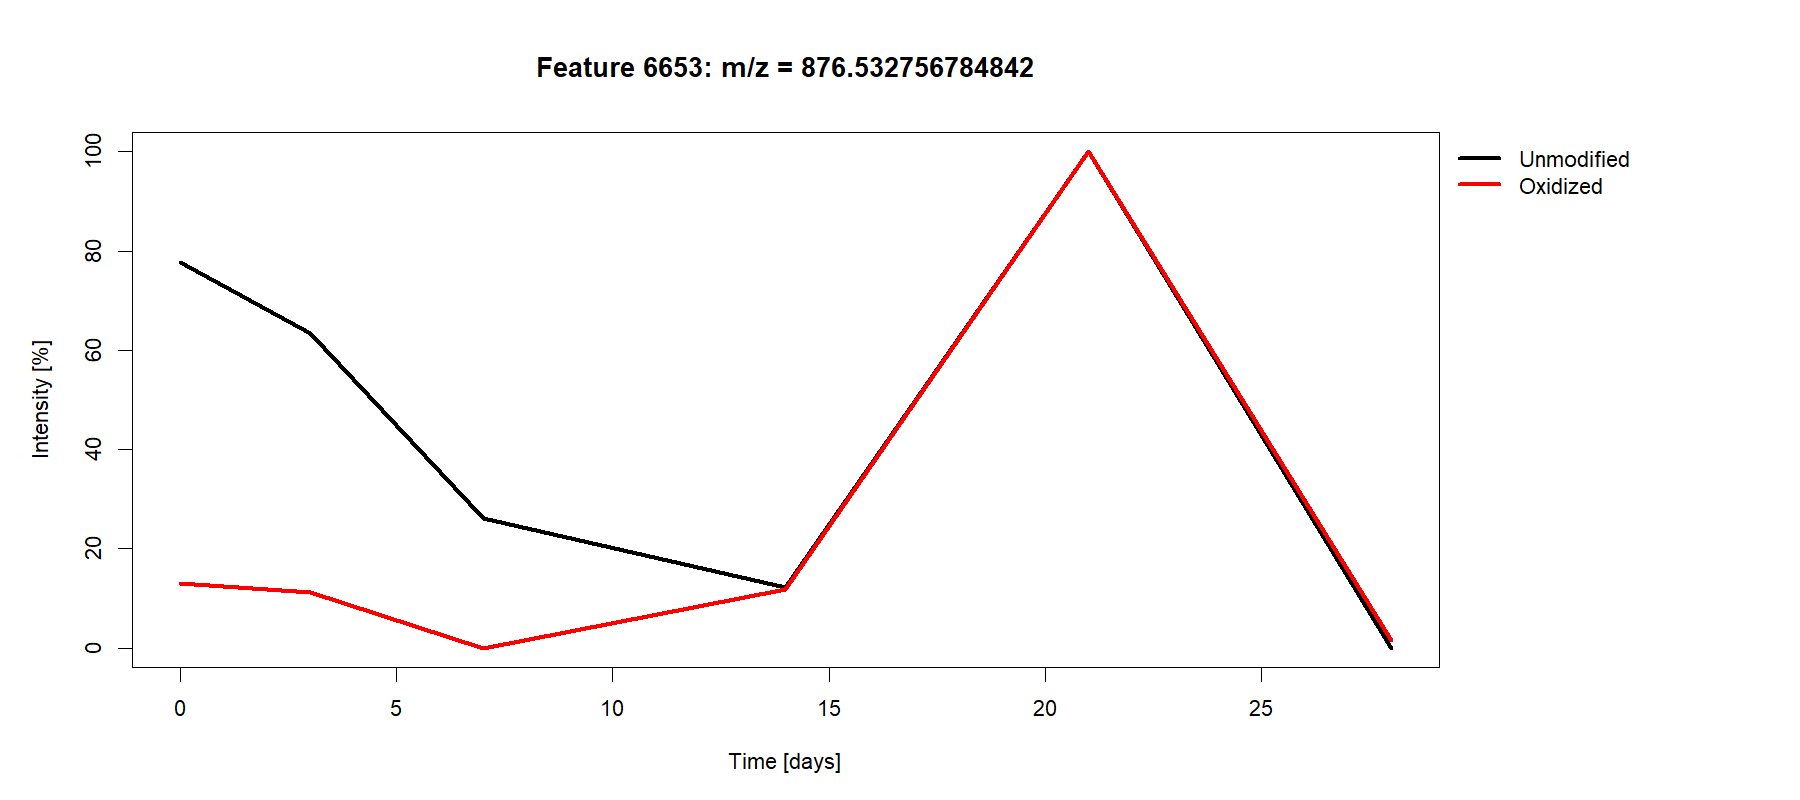 Feature 6653: m/z = 876.532756784842
Unmodified
Oxidized
Intensity [%]
100
80
60
40
20
0
0 5 10 15 20 25
Time [days]